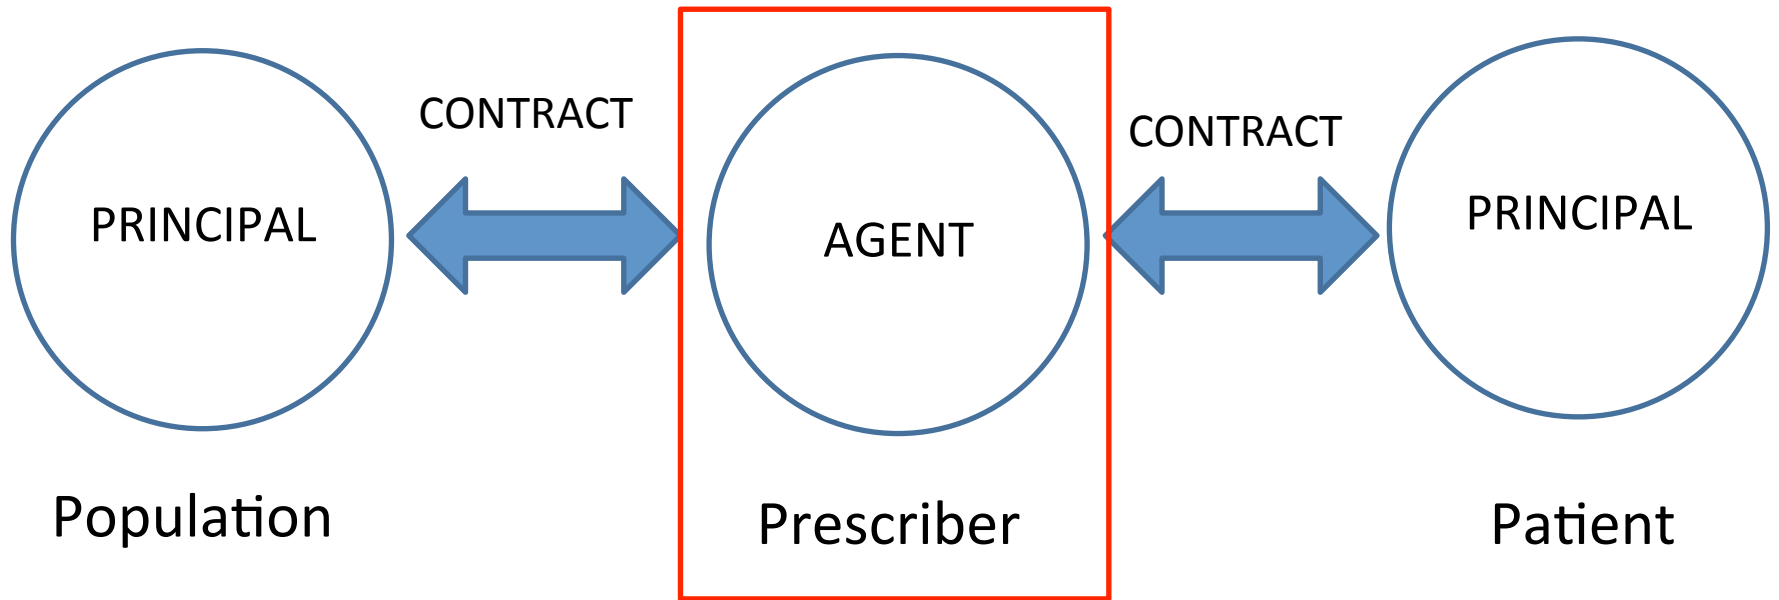 CONTRACT
CONTRACT
PRINCIPAL
AGENT
PRINCIPAL
Population
Prescriber
Patient